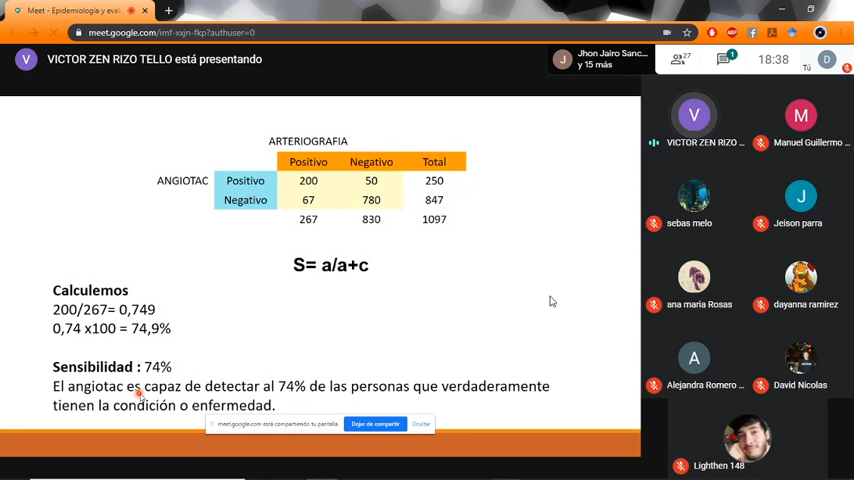 Meet - Epidemiología y eval
meet.google.com/imf-xxjn-fkp?authuser=0
V VICTOR ZEN RIZO TELLO está presentando
J Jhon Jairo Sanc...
y 15 más
27
1
18:38
Tú
D
ARTERIOGRAFIA
Positivo Negativo Total
ANGIOTAC Positivo 200 50 250
Negativo 67 780 847
267 830 1097
S= a/a+c
Calculemos
200/267= 0,749
0,74 x100 = 74,9%
Sensibilidad : 74%
El angiotac es capaz de detectar al 74% de las personas que verdaderamente
tienen la condición o enfermedad.
meet.google.com está compartiendo tu pantalla.
Dejar de compartir
Ocultar
V
VICTOR ZEN RIZO ...
M
Manuel Guillermo ...
sebas melo
J
Jeison parra
ana maria Rosas
dayanna ramirez
A
Alejandra Romero ...
David Nicolas
Lighthen 148